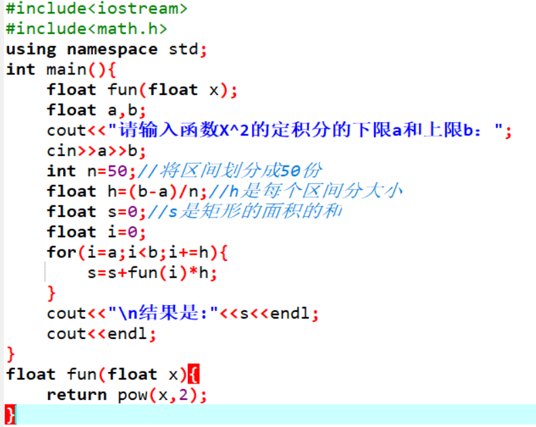 #include<iostream>
#include<math.h>
using namespace std;
int main(){
float fun(float x);
float a,b;
cout<<"请输入函数X^2的定积分的下限a和上限b: ";
cin>>a>>b;
int n=50;//将区间划分成50份
float h=(b-a)/n;//h是每个区间分大小
float s=0;//s是矩形的面积的和
float i=0;
for(i=a;i<b;i+=h){
s=s+fun(i)*h;
}
cout<<"\n结果是:"<<s<<endl;
cout<<endl;
}
float fun(float x){
return pow(x,2);
}